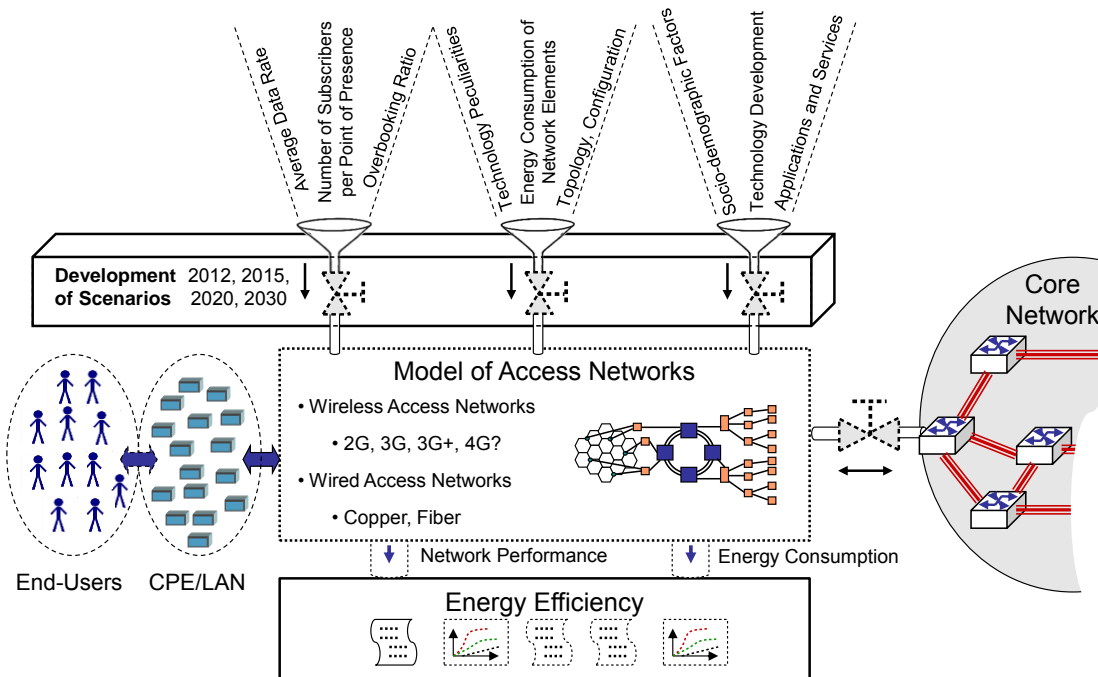 Average Data Rate
Number of Subscribers
per Point of Presence
Overbooking Ratio
Technology Peculiarities
Energy Consumption of
Network Elements
Topology, Configuration
Socio-demographic Factors
Technology Development
Applications and Services
Development 2012, 2015,
of Scenarios 2020, 2030
Core
Network
Model of Access Networks
• Wireless Access Networks
• 2G, 3G, 3G+, 4G?
• Wired Access Networks
• Copper, Fiber
End-Users
CPE/LAN
Network Performance
Energy Consumption
Energy Efficiency